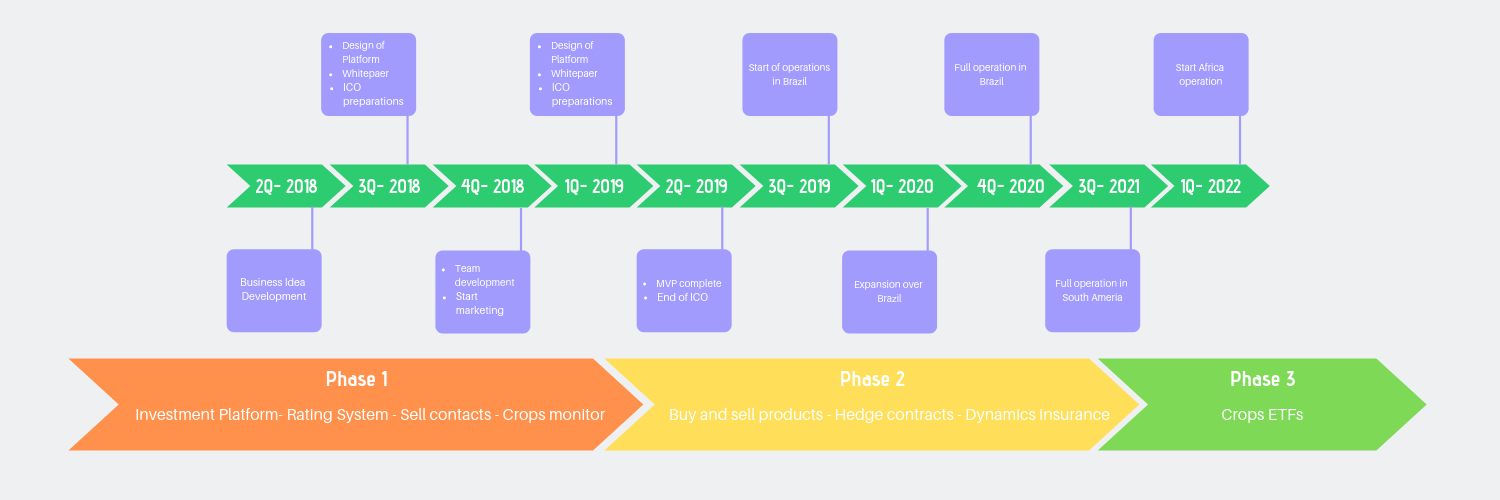 • Design of
Platform
• Whitepaer
• ICO
preparations
• Design of
Platform
• Whitepaer
• ICO
preparations
Start of operations
in Brazil
Full operation in
Brazil
Start Africa
operation
2Q- 2018
3Q- 2018
4Q- 2018
1Q- 2019
2Q- 2019
3Q- 2019
1Q- 2020
4Q- 2020
3Q- 2021
1Q- 2022
Business Idea
Development
• Team
development
• Start
marketing
• MVP complete
• End of ICO
Expansion over
Brazil
Full operation in
South Ameria
Phase 1
Investment Platform- Rating System - Sell contacts - Crops monitor
Phase 2
Buy and sell products - Hedge contracts - Dynamics insurance
Phase 3
Crops ETFs